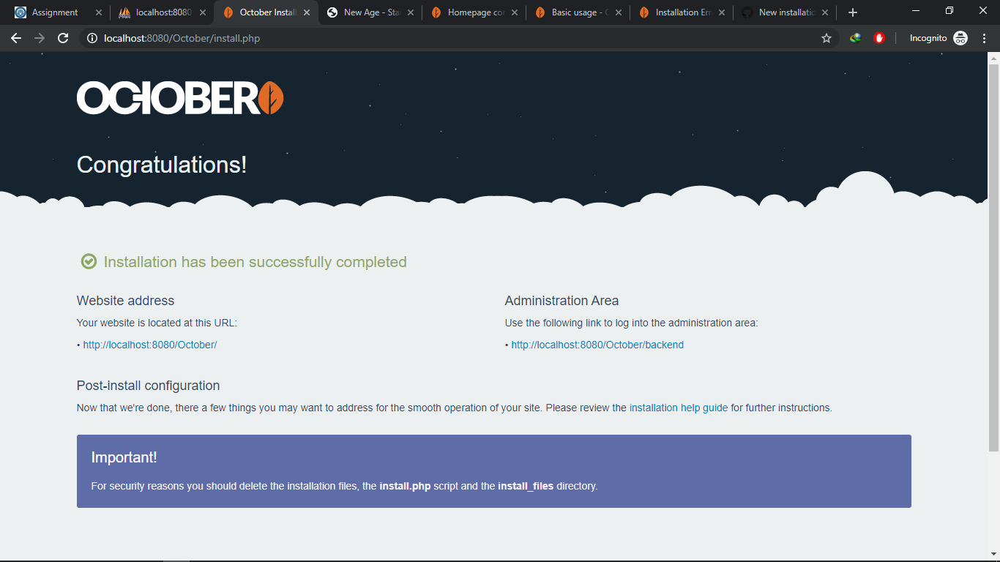 Assignment
localhost:8080
October Install
New Age - Sta
Homepage co
Basic usage -
Installation Er
New installatio
localhost:8080/October/install.php
Incognito
OCTOBER
Congratulations!
Installation has been successfully completed
Website address
Your website is located at this URL:
• http://localhost:8080/October/
Administration Area
Use the following link to log into the administration area:
• http://localhost:8080/October/backend
Post-install configuration
Now that we're done, there a few things you may want to address for the smooth operation of your site. Please review the installation help guide for further instructions.
Important!
For security reasons you should delete the installation files, the install.php script and the install_files directory.